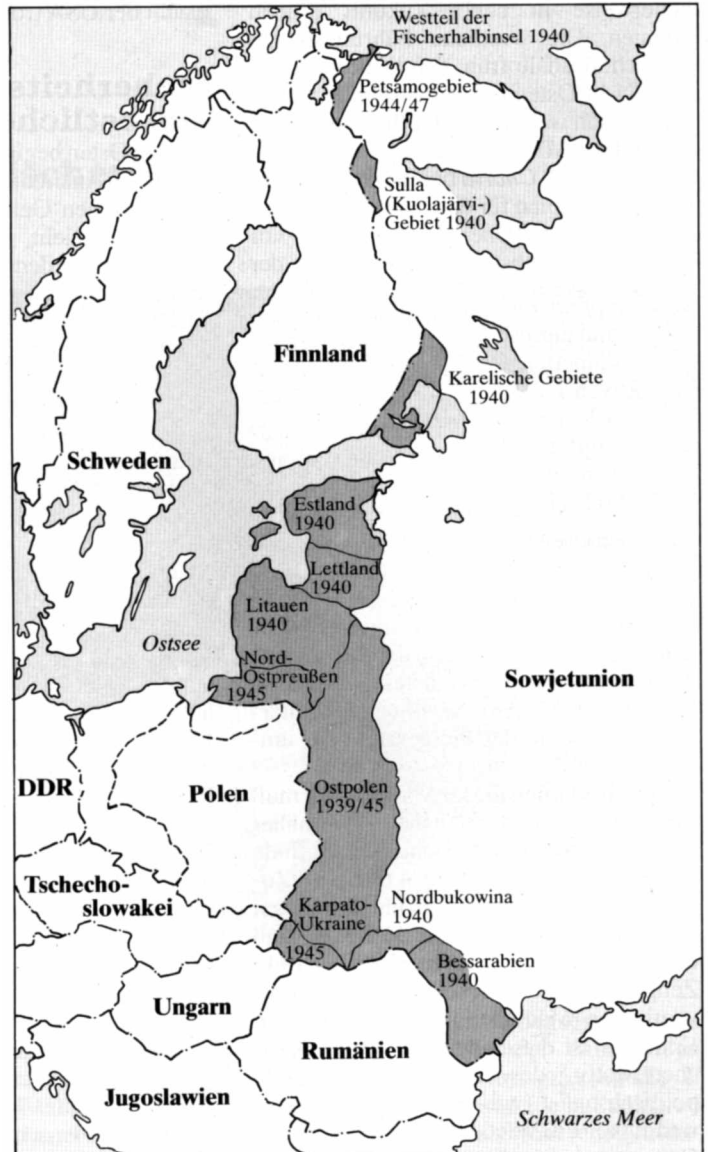 Westteil der
Fischerhalbinsel 1940
Petsamogebiet
1944/47
Sulla
(Kuolajärvi-)
Gebiet 1940
Finnland
Karelische Gebiete
1940
Schweden
Estland
1940
Lettland
1940
Litauen
1940
Ostsee
Nord-
Ostpreußen
1945
Sowjetunion
DDR
Polen
Ostpolen
1939/45
Tschecho-
slowakei
Karpato-
Ukraine
1945
Nordbukowina
1940
Bessarabien
1940
Ungarn
Rumänien
Jugoslawien
Schwarzes Meer